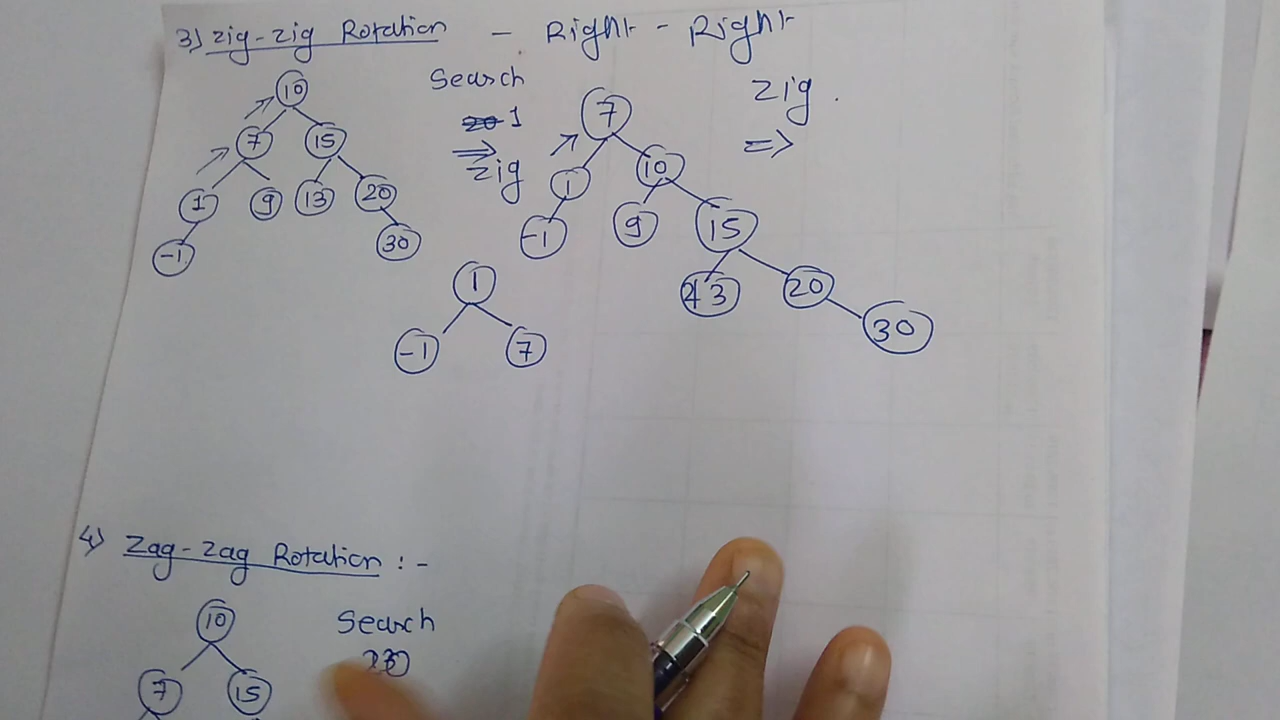 3) Zig-Zig Rotation - Right - Right
10
7 15
1 9 13 20
-1 30
Search
20 1
⇒
Zig
7
1 10
-1 9 15
13 20
30
Zig.
⇒
1
-1 7
4) Zag-Zag Rotation :-
10
7 15
Search